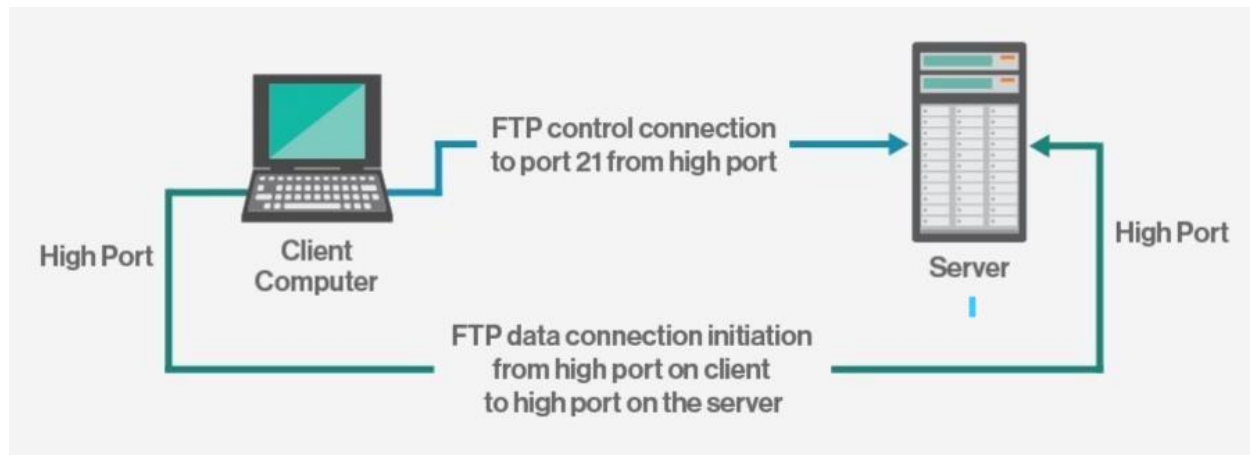 FTP control connection
to port 21 from high port
High Port
Client
Computer
Server
High Port
FTP data connection initiation
from high port on client
to high port on the server